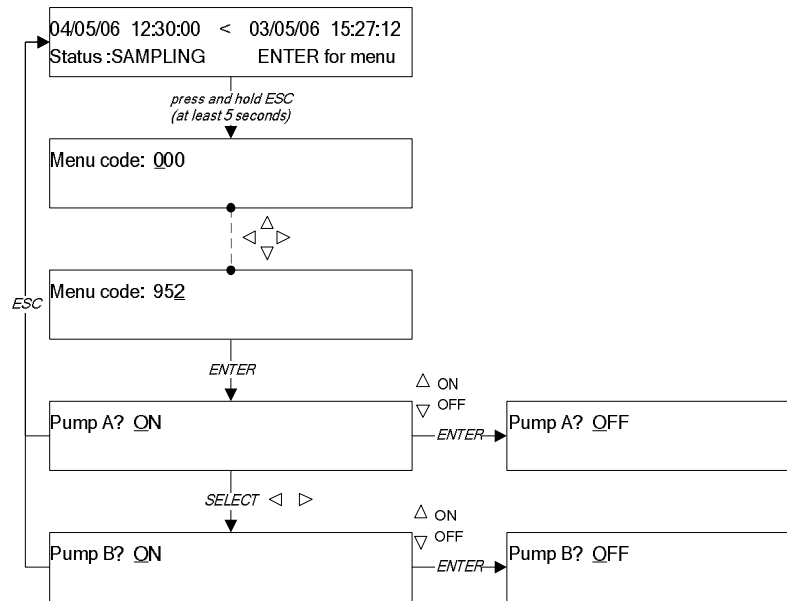 04/05/06 12:30:00 < 03/05/06 15:27:12
Status :SAMPLING ENTER for menu
press and hold ESC
(at least 5 seconds)
Menu code: 000
Menu code: 952
ESC
ENTER
ON
OFF
Pump A? ON
ENTER
Pump A? OFF
SELECT
ON
OFF
Pump B? ON
ENTER
Pump B? OFF